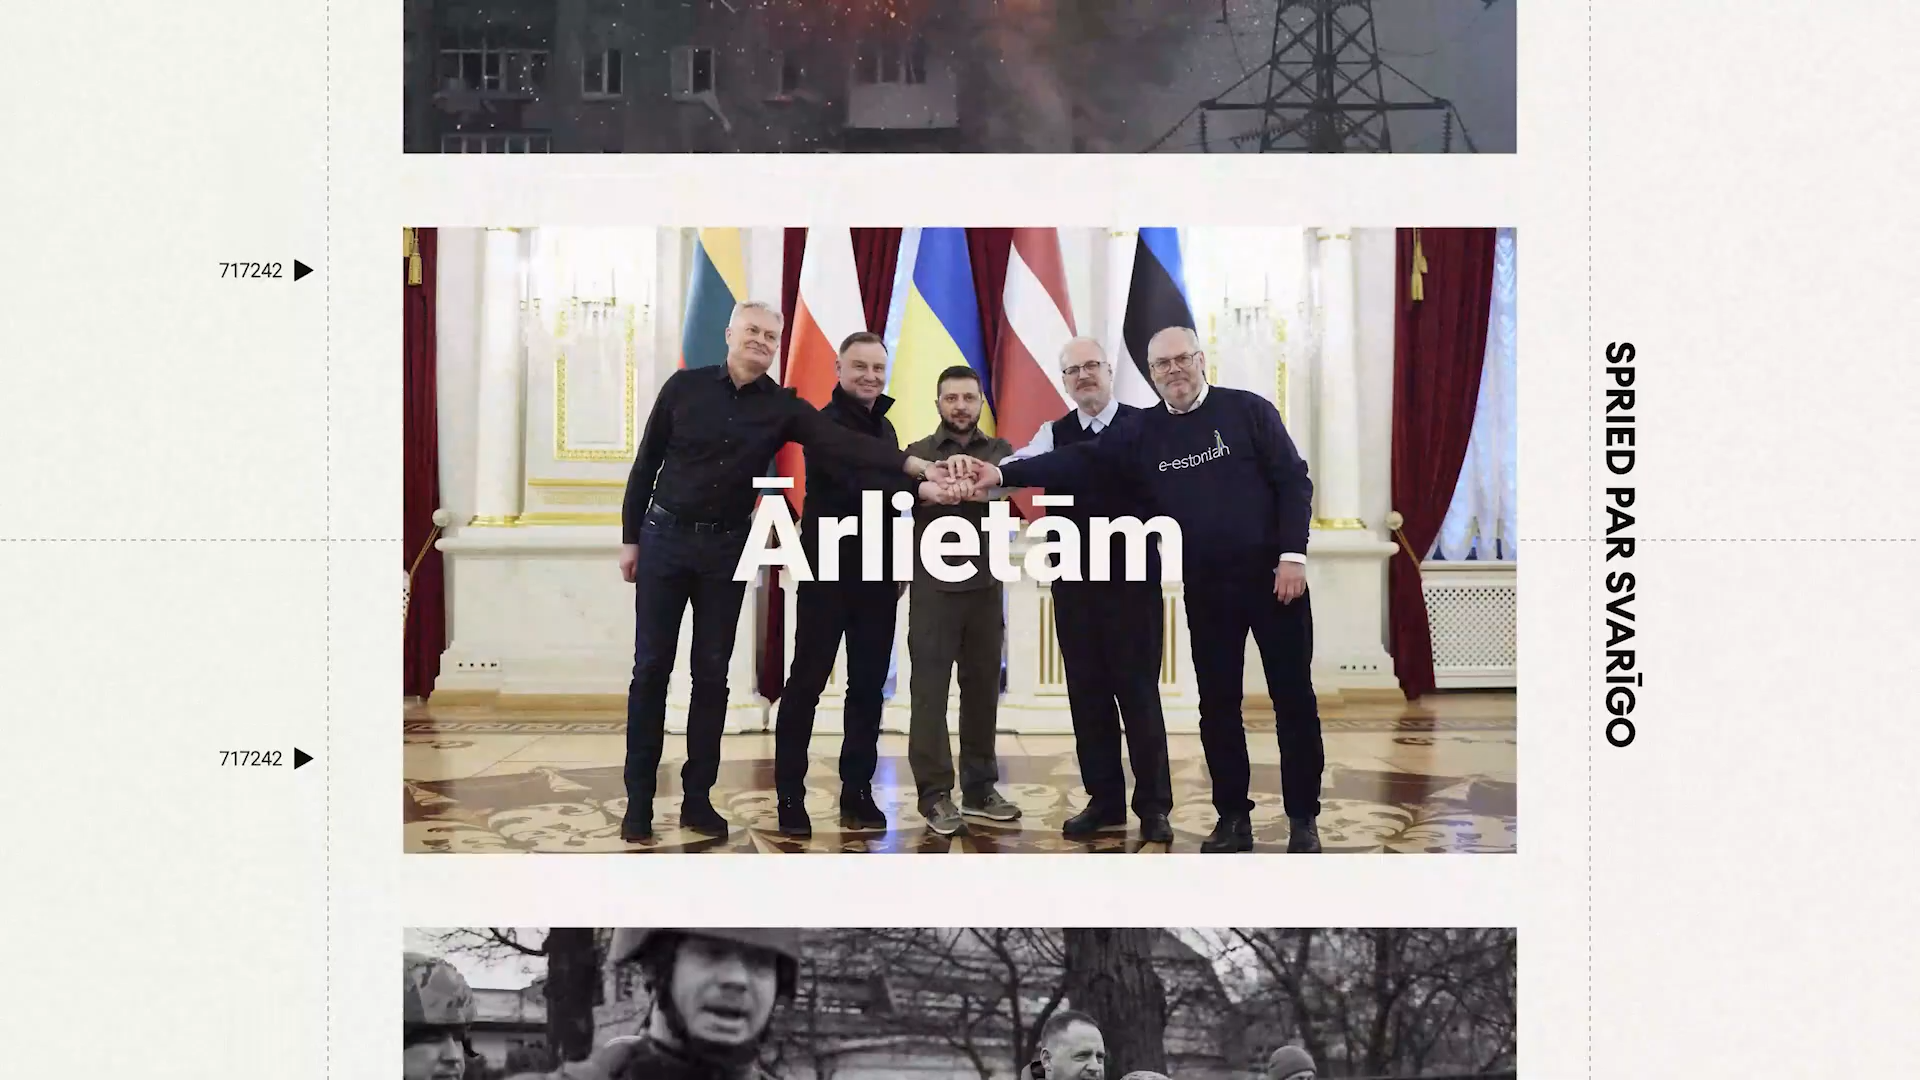 717242
e-estonian
Ārlietām
717242
SPRIED PAR SVARĪGO